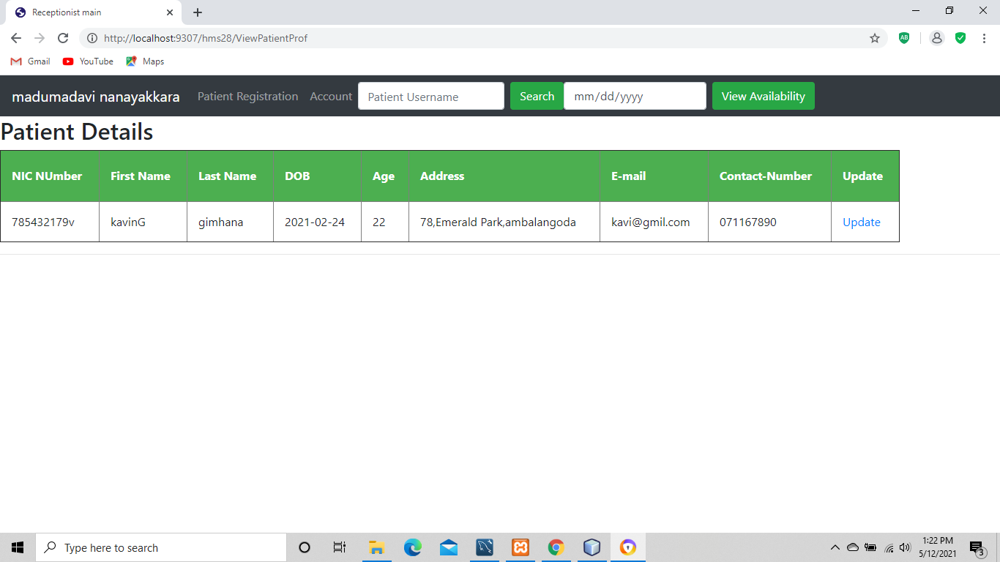 Receptionist main
http://localhost:9307/hms28/ViewPatientProf
AB
Gmail YouTube Maps
madumadavi nanayakkara Patient Registration Account Patient Username Search mm/dd/yyyy View Availability
Patient Details
NIC NUmber First Name Last Name DOB Age Address E-mail Contact-Number Update
785432179v kavinG gimhana 2021-02-24 22 78,Emerald Park,ambalangoda kavi@gmil.com 071167890 Update
Type here to search
1:22 PM
5/12/2021
3